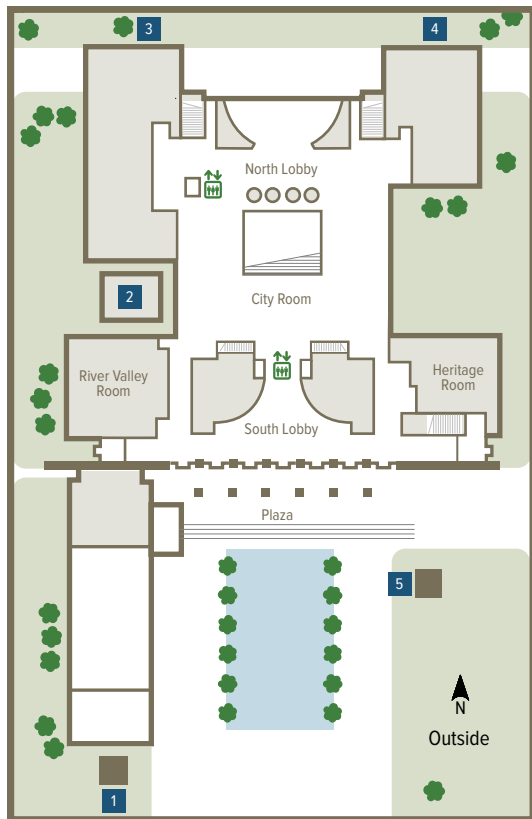 3
4
North Lobby
2
City Room
River Valley
Room
Heritage
Room
South Lobby
Plaza
5
N
Outside
1